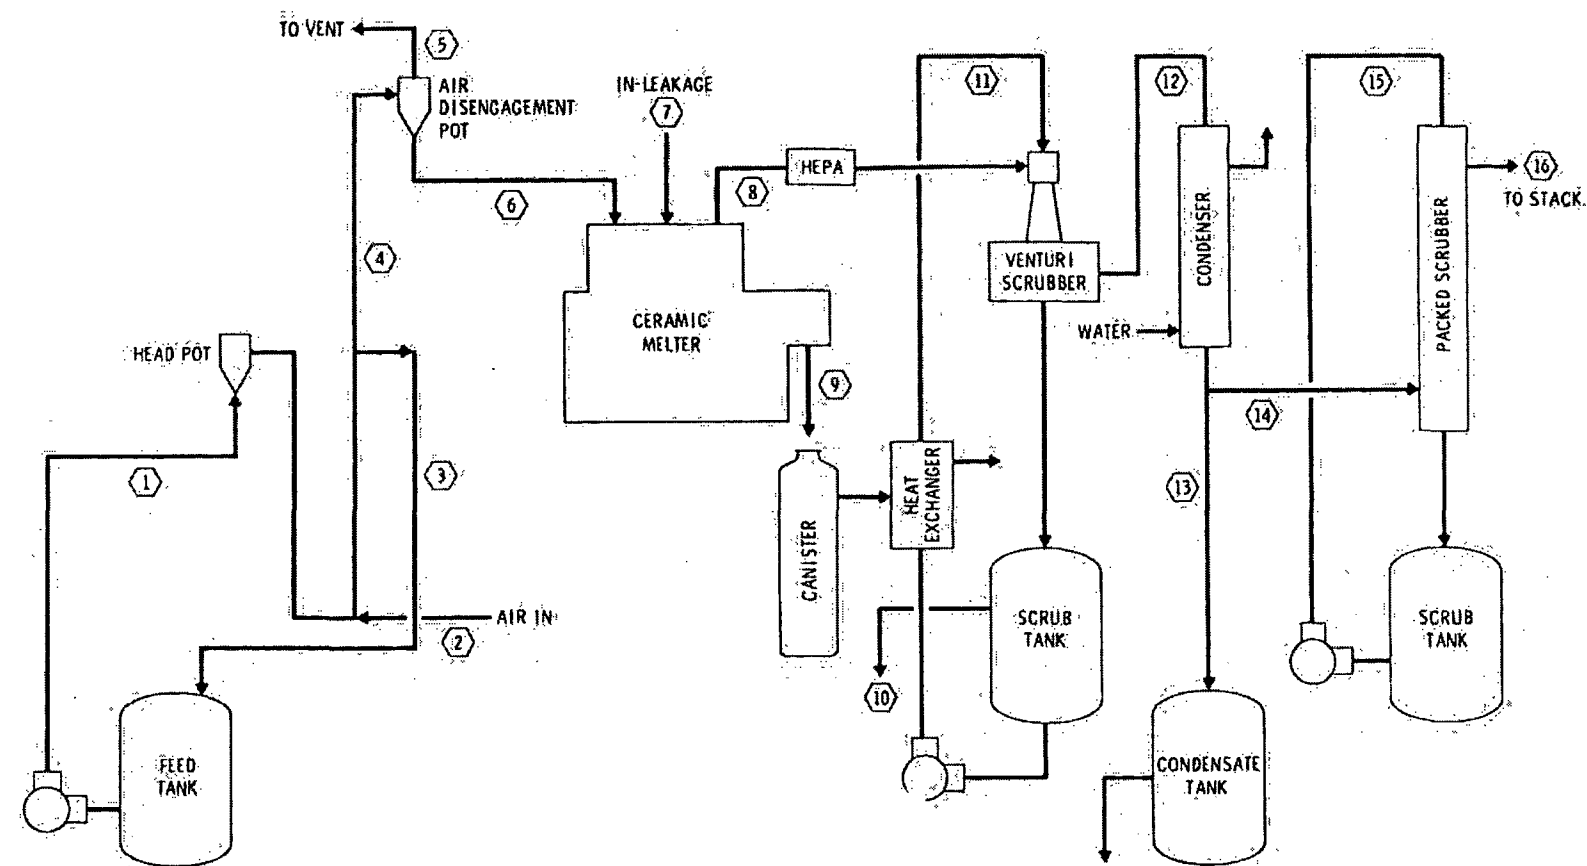 TO VENT
5
AIR
DISENGAGEMENT
POT
IN-LEAKAGE
7
11
12
15
HEPA
8
6
4
16
TO STACK
CONDENSER
PACKED SCRUBBER
VENTURI
SCRUBBER
CERAMIC
MELTER
WATER
HEAD POT
9
14
1
3
HEAT
EXCHANGER
13
CANISTER
AIR IN
2
SCRUB
TANK
SCRUB
TANK
10
FEED
TANK
CONDENSATE
TANK